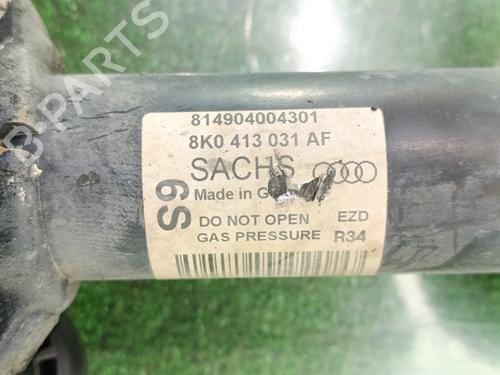 B-PARTS
814904004301
8K0 413 031 AF
SACHS
Made in
S9
DO NOT OPEN EZD
GAS PRESSURE R34